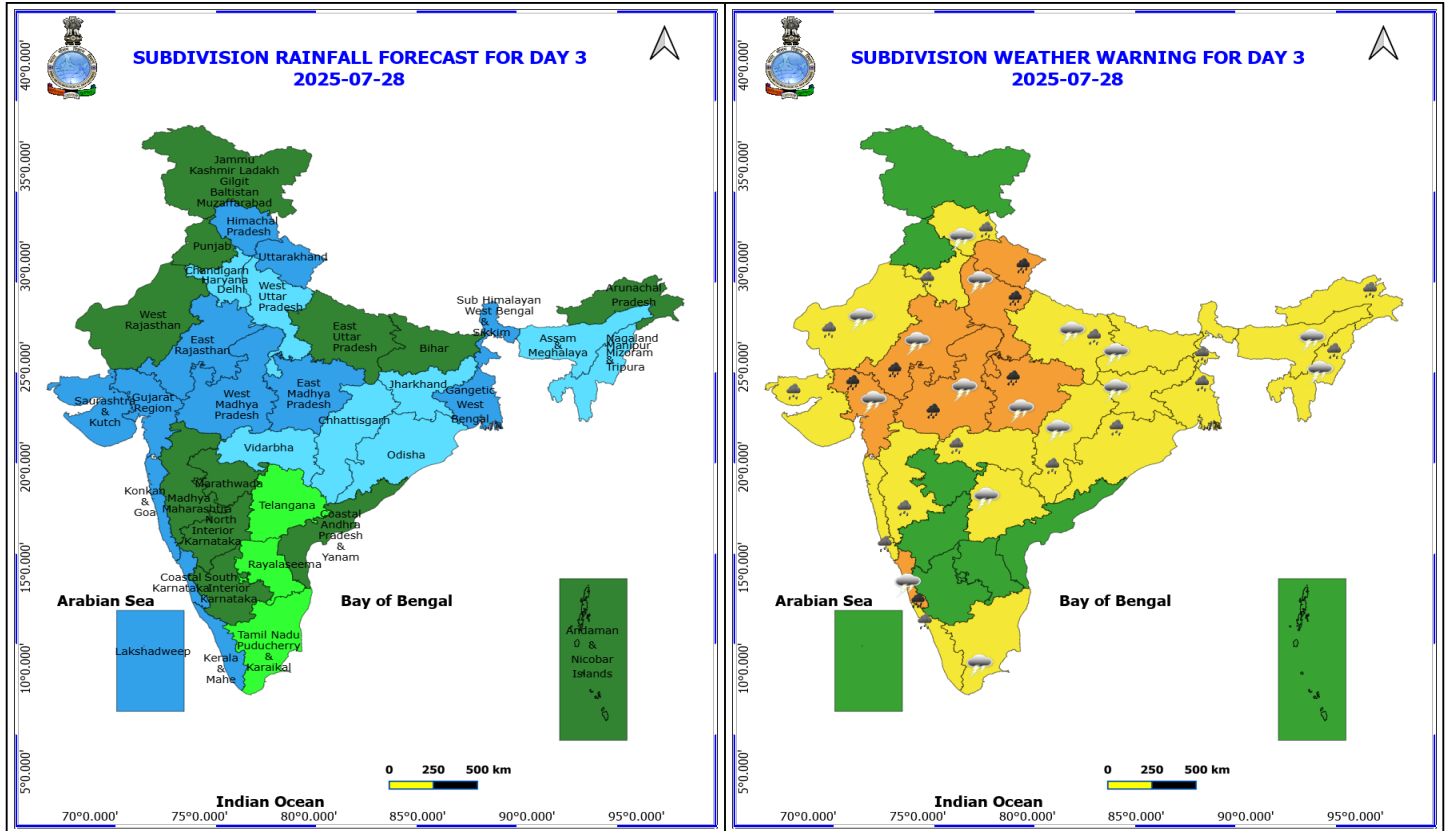 SUBDIVISION RAINFALL FORECAST FOR DAY 3
2025-07-28
40°0.000'
35°0.000'
30°0.000'
25°0.000'
20°0.000'
15°0.000'
10°0.000'
5°0.000'
Jammu
Kashmir Ladakh
Gilgit
Baltistan
Muzaffarabad
Himachal
Pradesh
Punjab
Uttarakhand
Chandigarh
Haryana
Delhi
West
Uttar
Pradesh
West
Rajasthan
East
Rajasthan
East
Uttar
Pradesh
Bihar
Sub Himalayan
West Bengal
&
Sikkim
Arunachal
Pradesh
Assam
&
Meghalaya
Nagaland
Manipur
Mizoram
&
Tripura
Saurashtra
&
Kutch
Gujarat
Region
West
Madhya
Pradesh
East
Madhya
Pradesh
Jharkhand
Gangetic
West
Bengal
Chhattisgarh
Odisha
Vidarbha
Konkan
&
Goa
Marathwada
Madhya
Maharashtra
Telangana
North
Interior
Karnataka
Coastal
Andhra
Pradesh
&
Yanam
Rayalaseema
Coastal
Karnataka
South
Interior
Karnataka
Tamil Nadu
Puducherry
&
Karaikal
Kerala
&
Mahe
Arabian Sea
Bay of Bengal
Lakshadweep
Andaman
&
Nicobar
Islands
0 250 500 km
Indian Ocean
70°0.000' 75°0.000' 80°0.000' 85°0.000' 90°0.000' 95°0.000'
SUBDIVISION WEATHER WARNING FOR DAY 3
2025-07-28
40°0.000'
35°0.000'
30°0.000'
25°0.000'
20°0.000'
15°0.000'
10°0.000'
5°0.000'
Arabian Sea
Bay of Bengal
0 250 500 km
Indian Ocean
70°0.000' 75°0.000' 80°0.000' 85°0.000' 90°0.000' 95°0.000'